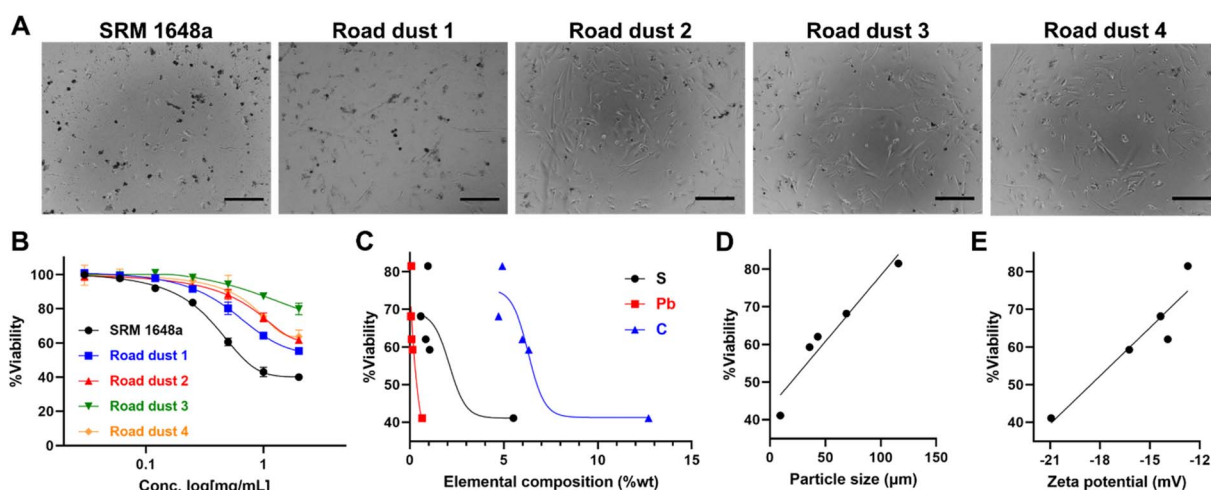 A
SRM 1648a
Road dust 1
Road dust 2
Road dust 3
Road dust 4
B
%Viability
100
80
60
40
20
0
SRM 1648a
Road dust 1
Road dust 2
Road dust 3
Road dust 4
0.1
1
Conc. log[mg/mL]
C
%Viability
80
70
60
50
40
S
Pb
C
0
5
10
15
Elemental composition (%wt)
D
%Viability
80
70
60
50
40
0
50
100
150
Particle size (µm)
E
%Viability
80
70
60
50
40
-21
-18
-15
-12
Zeta potential (mV)